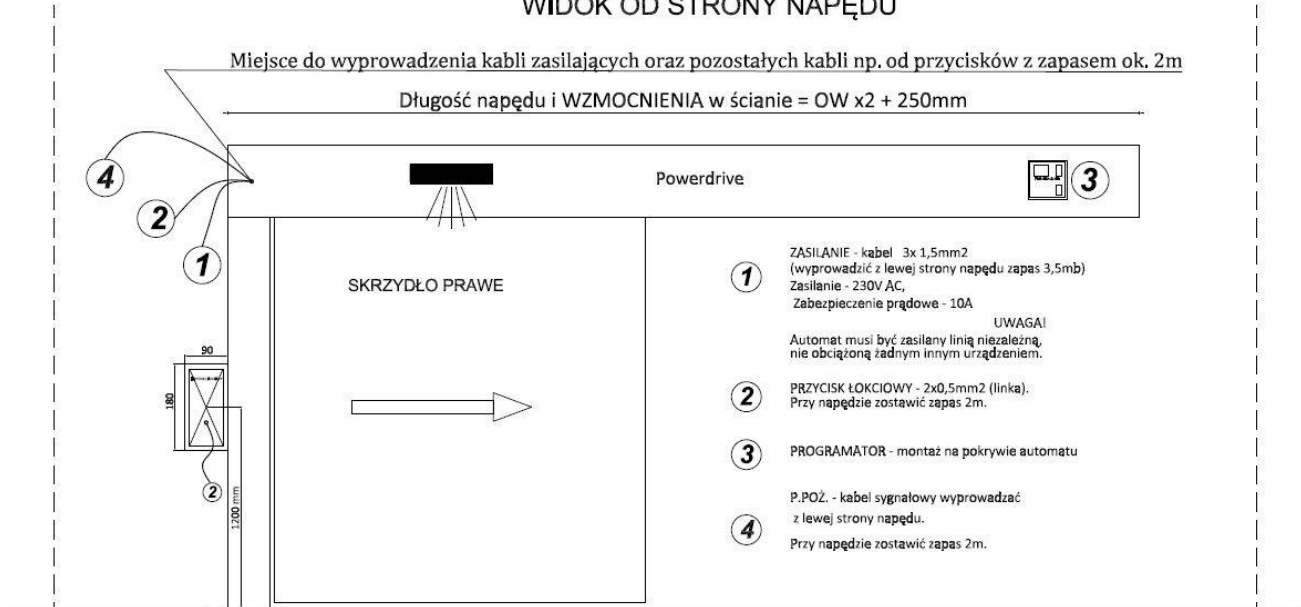 WIDOK OD STRONY NAPĘDU
Miejsce do wyprowadzenia kabli zasilających oraz pozostałych kabli np. od przycisków z zapasem ok. 2m
Długość napędu i WZMOCNIENIA w ścianie = OW x2 + 250mm
4
2
1
Powerdrive
3
SKRZYDŁO PRAWE
1
ZASILANIE - kabel 3x 1,5mm2
(wyprowadzić z lewej strony napędu zapas 3,5mb)
Zasilanie - 230V AC,
Zabezpieczenie prądowe - 10A
UWAGA!
Automat musi być zasilany linią niezależną,
nie obciążoną żadnym innym urządzeniem.
90
180
2
1200 mm
2
PRZYCISK ŁOKCIOWY - 2x0,5mm2 (linka).
Przy napędzie zostawić zapas 2m.
3
PROGRAMATOR - montaż na pokrywie automatu
4
P.POŻ. - kabel sygnałowy wyprowadzać
z lewej strony napędu.
Przy napędzie zostawić zapas 2m.